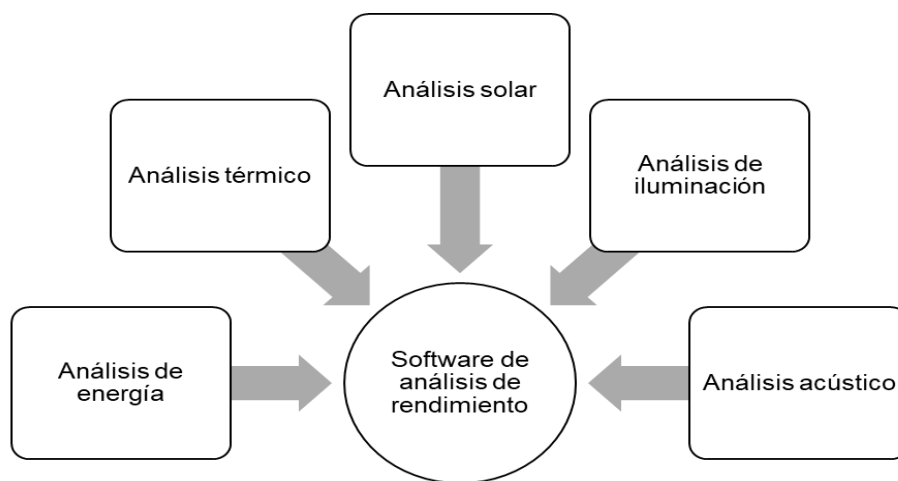 Análisis solar
Análisis térmico
Análisis de
iluminación
Análisis de
energía
Software de
análisis de
rendimiento
Análisis acústico